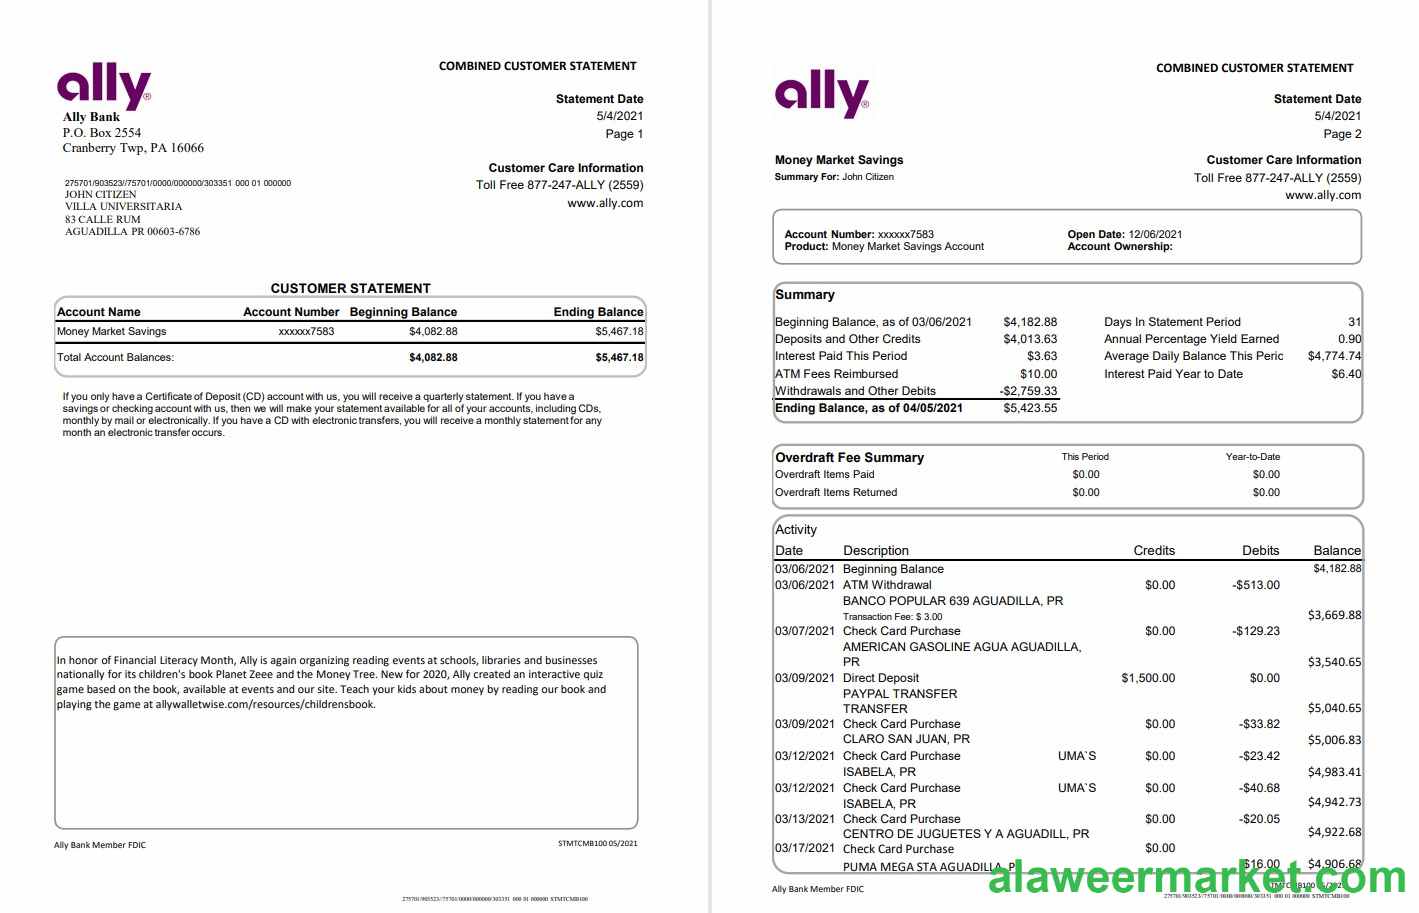 ally®
COMBINED CUSTOMER STATEMENT
Statement Date
5/4/2021
Page 1
Ally Bank
P.O. Box 2554
Cranberry Twp, PA 16066
Customer Care Information
Toll Free 877-247-ALLY (2559)
www.ally.com
275701/903523//75701/0000/000000/303351 000 01 000000
JOHN CITIZEN
VILLA UNIVERSITARIA
83 CALLE RUM
AGUADILLA PR 00603-6786
CUSTOMER STATEMENT
Account Name Account Number Beginning Balance Ending Balance
Money Market Savings xxxxxx7583 $4,082.88 $5,467.18
Total Account Balances: $4,082.88 $5,467.18
If you only have a Certificate of Deposit (CD) account with us, you will receive a quarterly statement. If you have a
savings or checking account with us, then we will make your statement available for all of your accounts, including CDs,
monthly by mail or electronically. If you have a CD with electronic transfers, you will receive a monthly statement for any
month an electronic transfer occurs.
In honor of Financial Literacy Month, Ally is again organizing reading events at schools, libraries and businesses
nationally for its children's book Planet Zeee and the Money Tree. New for 2020, Ally created an interactive quiz
game based on the book, available at events and our site. Teach your kids about money by reading our book and
playing the game at allywalletwise.com/resources/childrensbook.
Ally Bank Member FDIC STMTCMB100 05/2021
275701/903523//75701/0000/000000/303351 000 01 000000 STMTCMB100
ally®
COMBINED CUSTOMER STATEMENT
Statement Date
5/4/2021
Page 2
Money Market Savings
Summary For: John Citizen
Customer Care Information
Toll Free 877-247-ALLY (2559)
www.ally.com
Account Number: xxxxxx7583 Open Date: 12/06/2021
Product: Money Market Savings Account Account Ownership:
Summary
Beginning Balance, as of 03/06/2021 $4,182.88 Days In Statement Period 31
Deposits and Other Credits $4,013.63 Annual Percentage Yield Earned 0.90
Interest Paid This Period $3.63 Average Daily Balance This Peric $4,774.74
ATM Fees Reimbursed $10.00 Interest Paid Year to Date $6.40
Withdrawals and Other Debits -$2,759.33
Ending Balance, as of 04/05/2021 $5,423.55
Overdraft Fee Summary This Period Year-to-Date
Overdraft Items Paid $0.00 $0.00
Overdraft Items Returned $0.00 $0.00
Activity
Date Description Credits Debits Balance
03/06/2021 Beginning Balance $4,182.88
03/06/2021 ATM Withdrawal $0.00 -$513.00
BANCO POPULAR 639 AGUADILLA, PR
Transaction Fee: $ 3.00 $3,669.88
03/07/2021 Check Card Purchase $0.00 -$129.23
AMERICAN GASOLINE AGUA AGUADILLA,
PR $3,540.65
03/09/2021 Direct Deposit $1,500.00 $0.00
PAYPAL TRANSFER
TRANSFER $5,040.65
03/09/2021 Check Card Purchase $0.00 -$33.82
CLARO SAN JUAN, PR $5,006.83
03/12/2021 Check Card Purchase UMA`S $0.00 -$23.42
ISABELA, PR $4,983.41
03/12/2021 Check Card Purchase UMA`S $0.00 -$40.68
ISABELA, PR $4,942.73
03/13/2021 Check Card Purchase $0.00 -$20.05
CENTRO DE JUGUETES Y A AGUADILL, PR $4,922.68
03/17/2021 Check Card Purchase $0.00
PUMA MEGA STA AGUADILLA, P $16.00 $4,906.68
alaweermarket.com
Ally Bank Member FDIC
275701/903523//75701/0000/000000/303351 000 01 000000 STMTCMB100